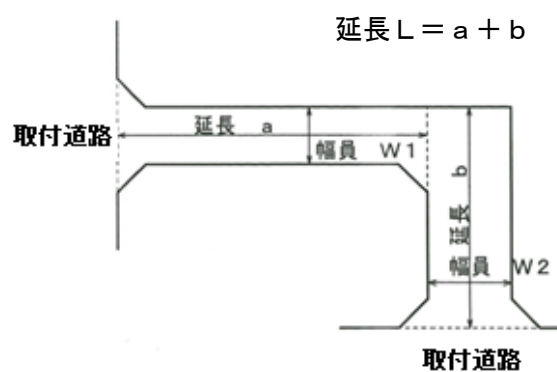 延長Ｌ＝ａ＋ｂ
取付道路
延長　ａ
幅員　Ｗ１
延長　ｂ
幅員　Ｗ２
取付道路